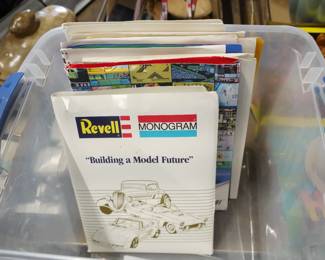 Revell MONOGRAM
"Building a Model Future"